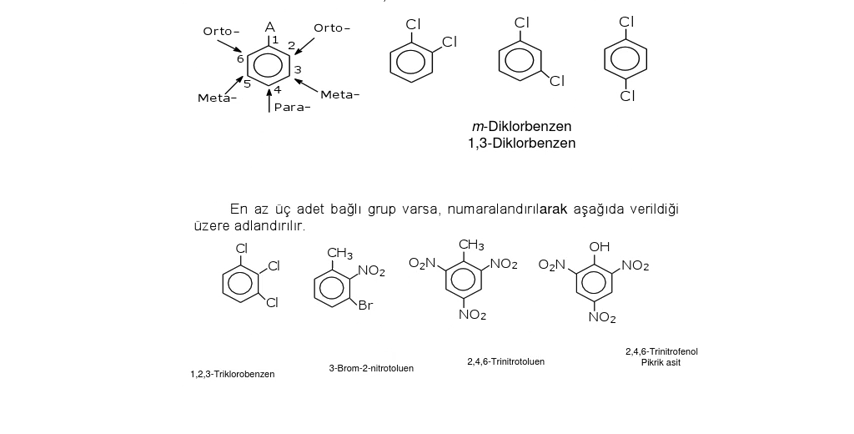 Orto-
A
Orto-
1
2
6
3
5
4
Meta-
Meta-
Para-
Cl
Cl
Cl
Cl
Cl
Cl
m-Diklorbenzen
1,3-Diklorbenzen
En az üç adet bağlı grup varsa, numaralandırılarak aşağıda verildiği
üzere adlandırılır.
Cl
Cl
Cl
CH3
NO2
Br
CH3
O2N
NO2
NO2
OH
O2N
NO2
NO2
1,2,3-Triklorobenzen
3-Brom-2-nitrotoluen
2,4,6-Trinitrotoluen
2,4,6-Trinitrofenol
Pikrik asit